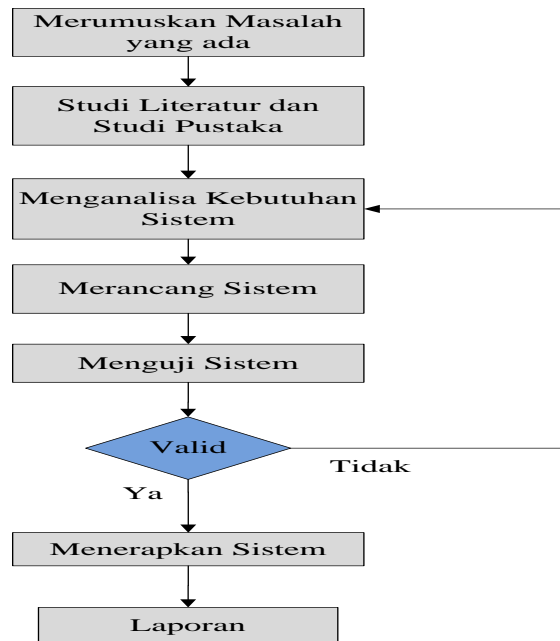 Merumuskan Masalah
yang ada
Studi Literatur dan
Studi Pustaka
Menganalisa Kebutuhan
Sistem
Merancang Sistem
Menguji Sistem
Valid
Tidak
Ya
Menerapkan Sistem
Laporan